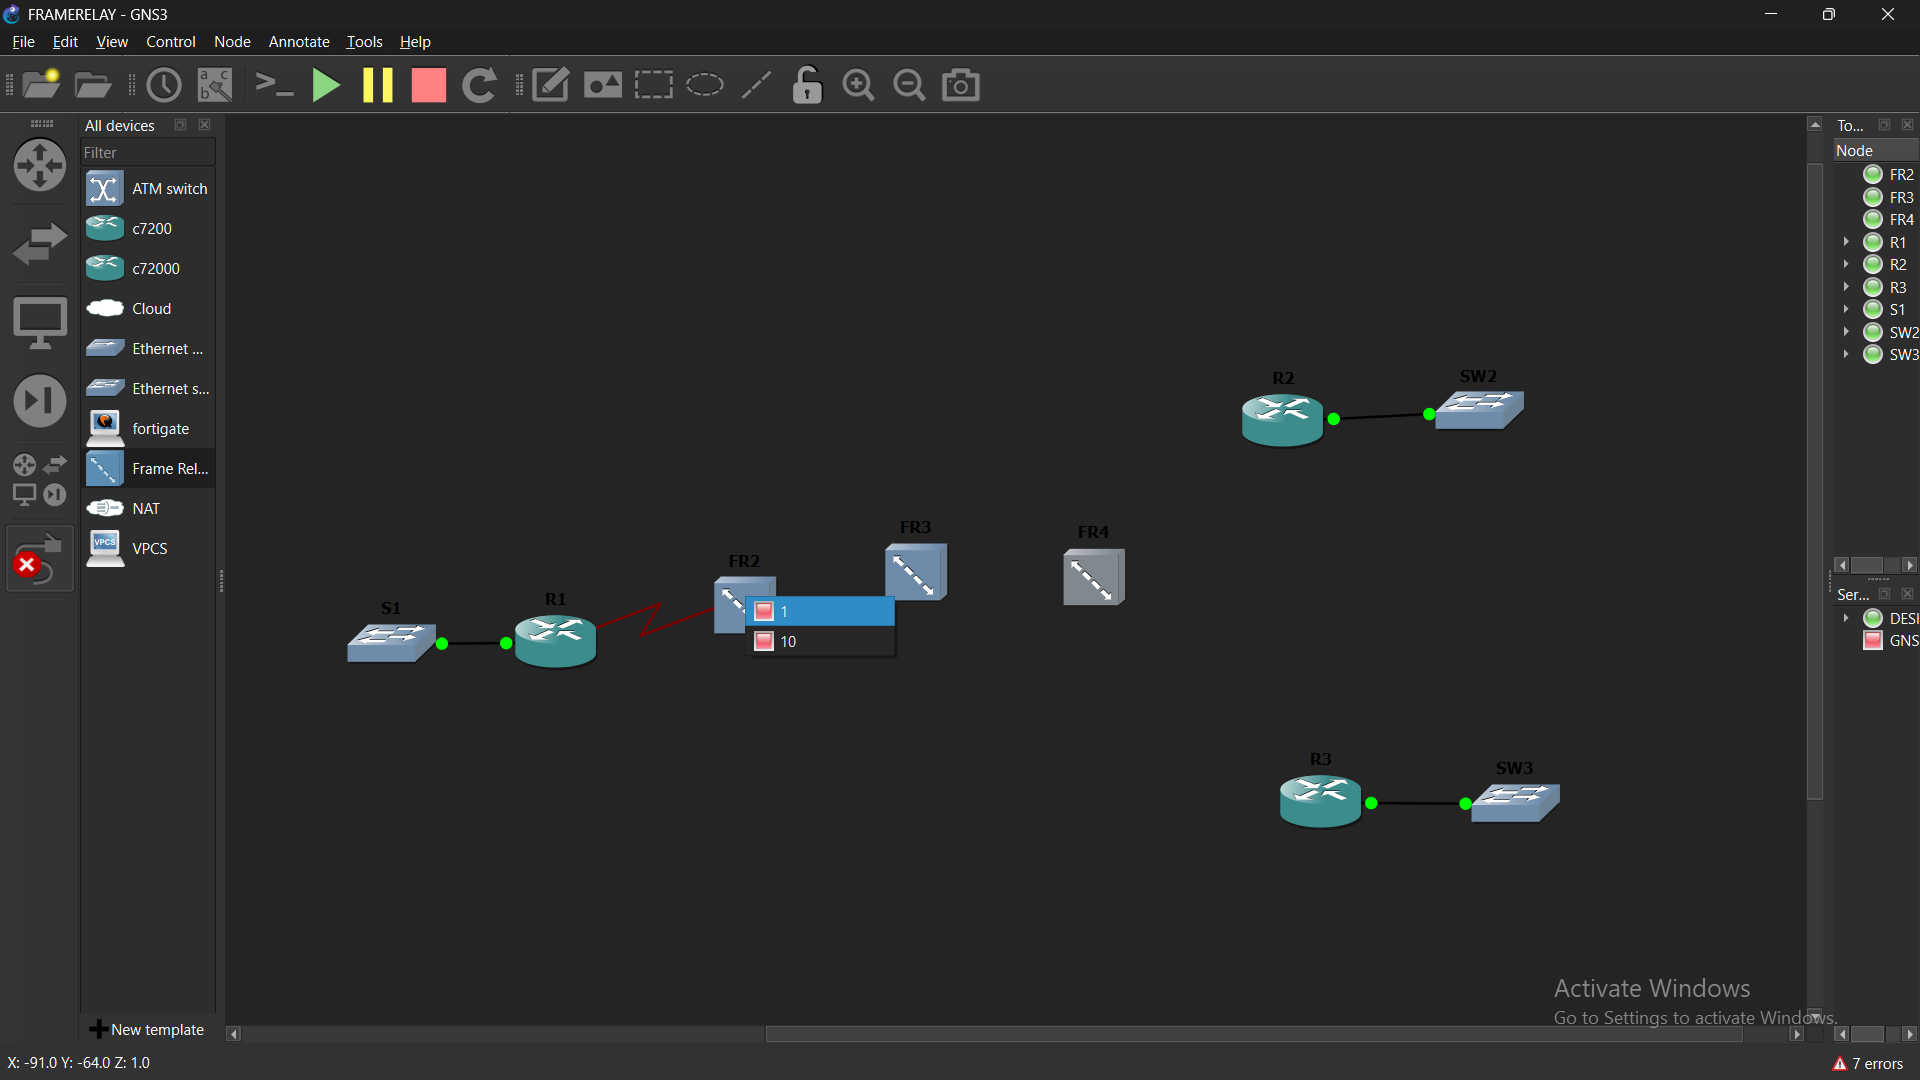 FRAMERELAY - GNS3
File Edit View Control Node Annotate Tools Help
All devices
Filter
ATM switch
c7200
c72000
Cloud
Ethernet ...
Ethernet s...
fortigate
Frame Rel...
NAT
VPCS
VPCS
New template
R2
SW2
FR3
FR4
FR2
1
10
S1
R1
R3
SW3
To...
Node
FR2
FR3
FR4
R1
R2
R3
S1
SW2
SW3
Ser...
DESI
GNS
Activate Windows
Go to Settings to activate Windows.
X: -91.0 Y: -64.0 Z: 1.0
7 errors